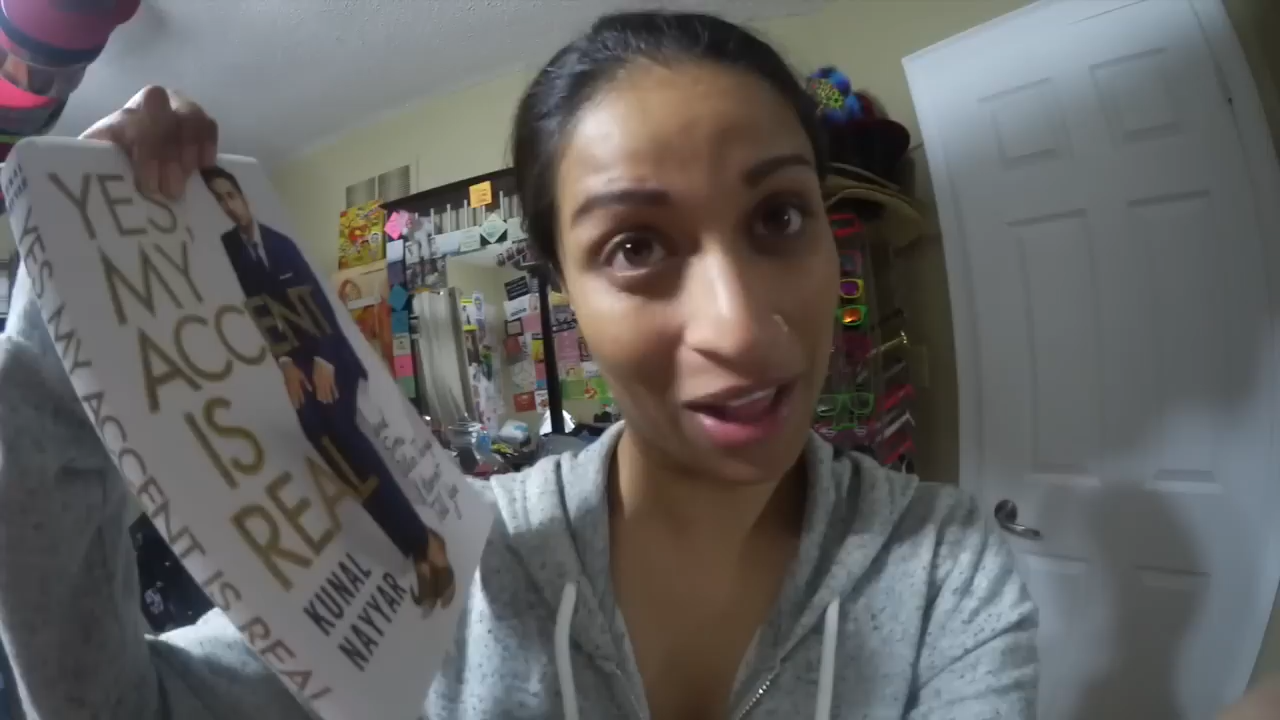 YES,
MY
ACCENT
IS
REAL
KUNAL
NAYYAR
YES, MY ACCENT IS REAL